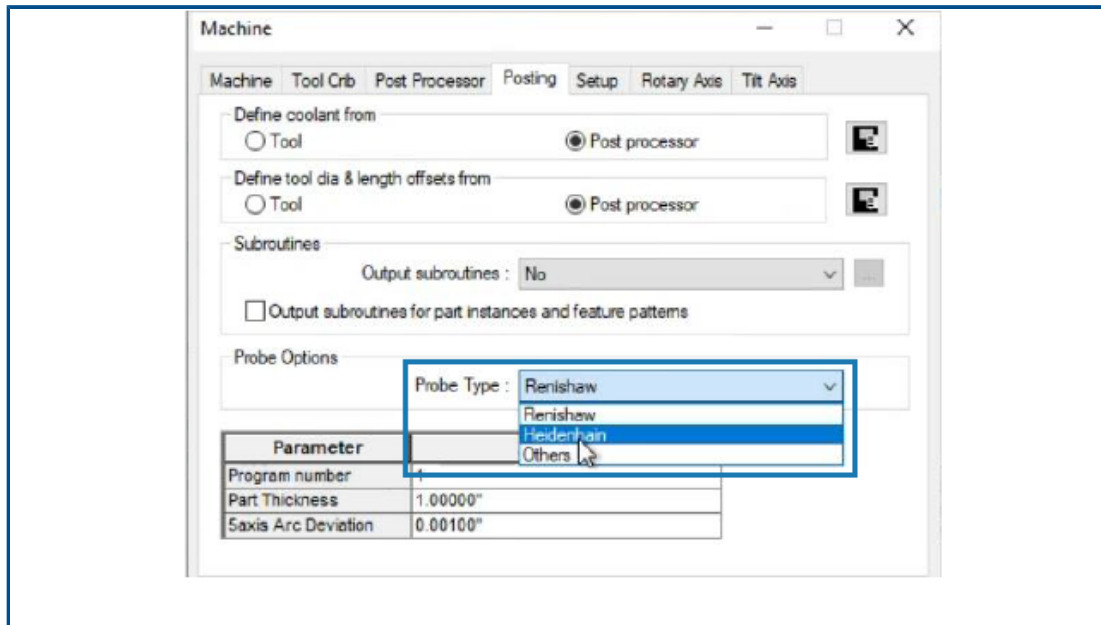 Machine
Machine Tool Crib Post Processor Posting Setup Rotary Axis Tilt Axis
Define coolant from
Tool Post processor
Define tool dia & length offsets from
Tool Post processor
Subroutines
Output subroutines : No
Output subroutines for part instances and feature patterns
Probe Options
Probe Type : Renishaw
Renishaw
Heidenhain
Others
Parameter
Program number 1
Part Thickness 1.00000"
5axis Arc Deviation 0.00100"